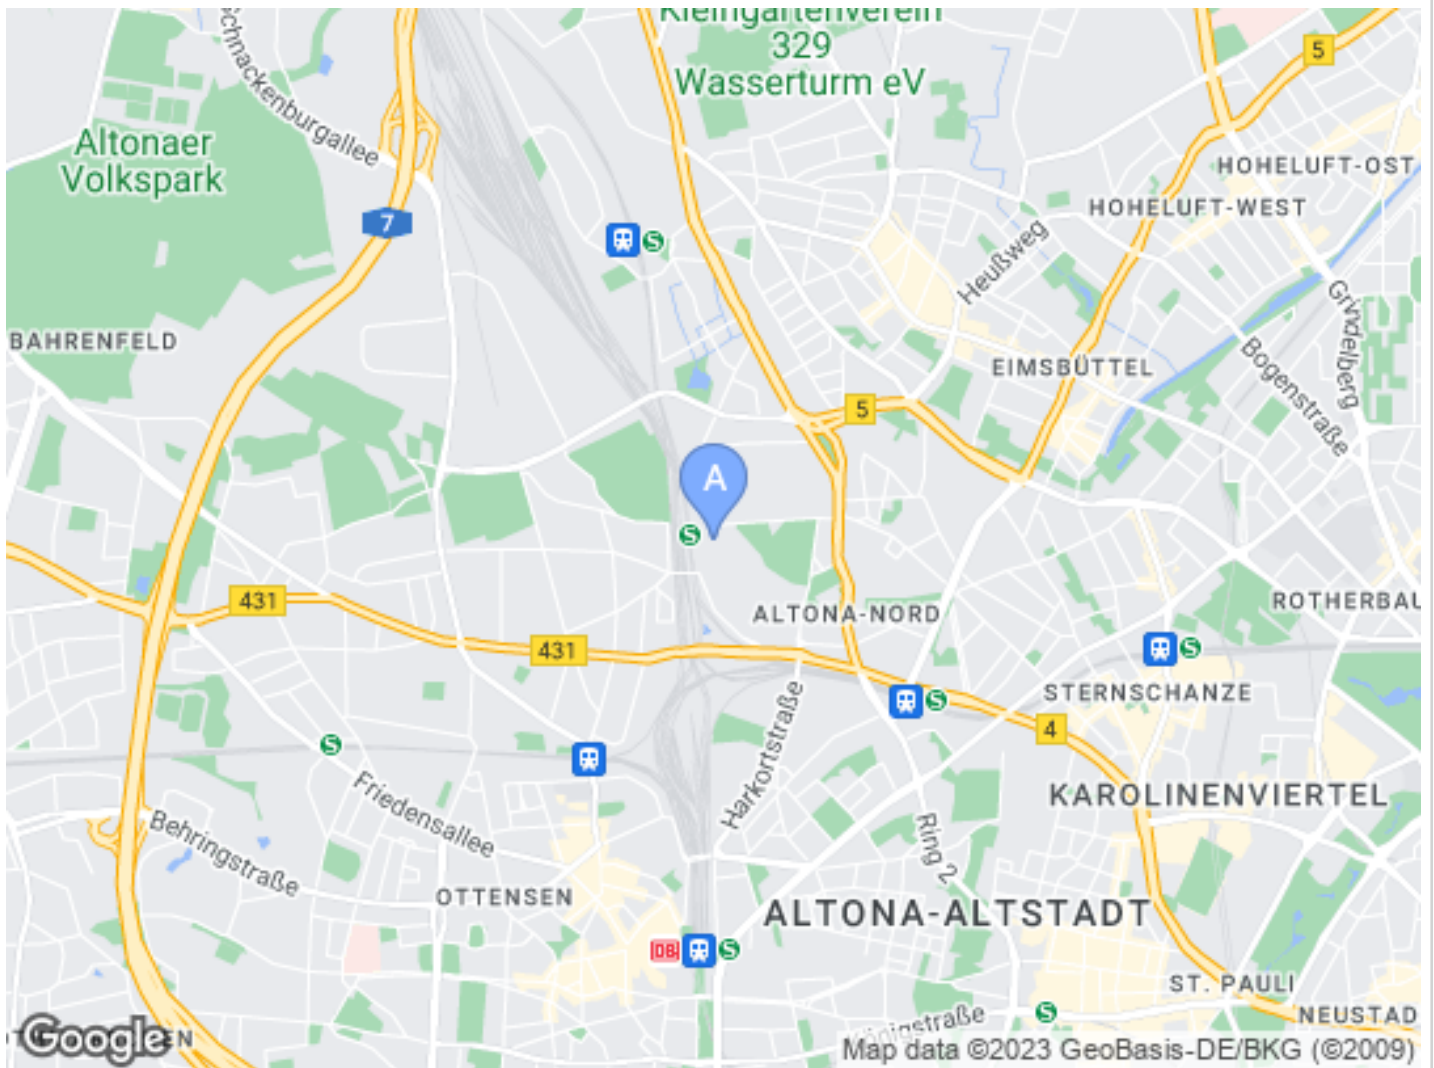 Kleingartenverein
329
Wasserturm eV
5
Schnackenburgallee
Altonaer
Volkspark
HOHELUFT-OST
HOHELUFT-WEST
7
S
Heußweg
Grindelberg
BAHRENFELD
EIMSBÜTTEL
Bogenstraße
5
A
S
431
ALTONA-NORD
ROTHERBAU
431
S
STERNSCHANZE
S
4
Harkortstraße
S
Friedensallee
KAROLINENVIERTEL
Behringstraße
Ring 2
OTTENSEN
ALTONA-ALTSTADT
DB
S
ST. PAULI
S
NEUSTAD
Königstraße
Google
EN
Map data ©2023 GeoBasis-DE/BKG (©2009)